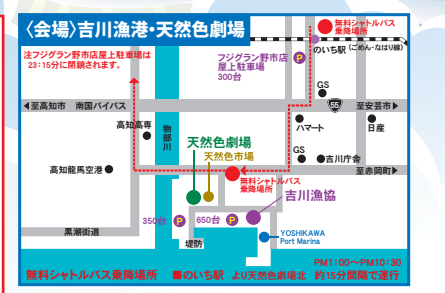 〈会場〉吉川漁港・天然色劇場
無料シャトルバス
乗降場所
注フジグラン野市店屋上駐車場は
23:15分に閉鎖されます。
のいち駅 (ごめん・なはり線)
フジグラン野市店
屋上駐車場
300台
P
GS
55
◀至高知市 南国バイパス
至安芸市▶
高知高専
物部川
ハマート
日産
天然色劇場
天然色市場
GS
吉川庁舎
高知龍馬空港
至赤岡町▶
無料シャトルバス
乗降場所
吉川漁協
350台 P
650台 P
黒潮街道
堤防
YOSHIKAWA
Port Marina
PM1:00〜PM10:30
無料シャトルバス乗降場所 ■のいち駅 より天然色劇場北 約15分間隔で運行